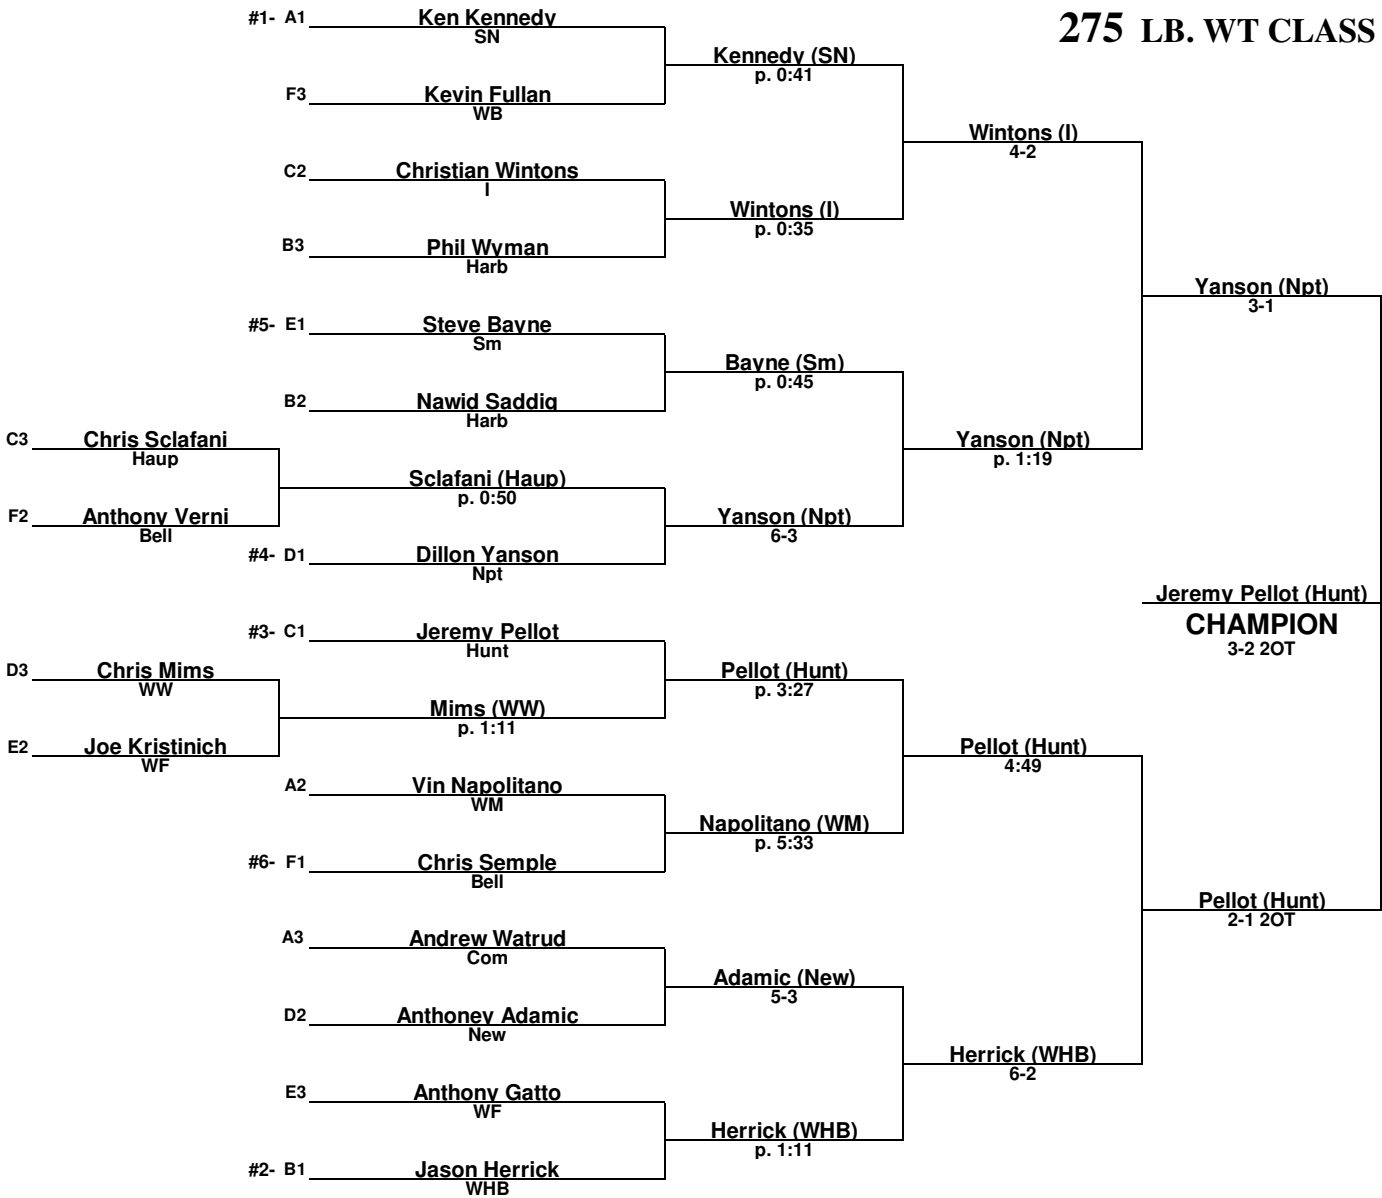 275 LB. WT CLASS
#1- A1 Ken Kennedy
SN
Kennedy (SN)
p. 0:41
F3 Kevin Fullan
WB
Wintons (I)
4-2
C2 Christian Wintons
I
Wintons (I)
p. 0:35
B3 Phil Wyman
Harb
Yanson (Npt)
3-1
#5- E1 Steve Bayne
Sm
Bayne (Sm)
p. 0:45
B2 Nawid Saddiq
Harb
C3 Chris Sclafani
Haup
Yanson (Npt)
p. 1:19
Sclafani (Haup)
p. 0:50
F2 Anthony Verni
Bell
Yanson (Npt)
6-3
#4- D1 Dillon Yanson
Npt
Jeremy Pellot (Hunt)
CHAMPION
3-2 2OT
#3- C1 Jeremy Pellot
Hunt
D3 Chris Mims
WW
Pellot (Hunt)
p. 3:27
Mims (WW)
p. 1:11
E2 Joe Kristinich
WF
Pellot (Hunt)
4:49
A2 Vin Napolitano
WM
Napolitano (WM)
p. 5:33
#6- F1 Chris Semple
Bell
Pellot (Hunt)
2-1 2OT
A3 Andrew Watrud
Com
Adamic (New)
5-3
D2 Anthoney Adamic
New
Herrick (WHB)
6-2
E3 Anthony Gatto
WF
Herrick (WHB)
p. 1:11
#2- B1 Jason Herrick
WHB